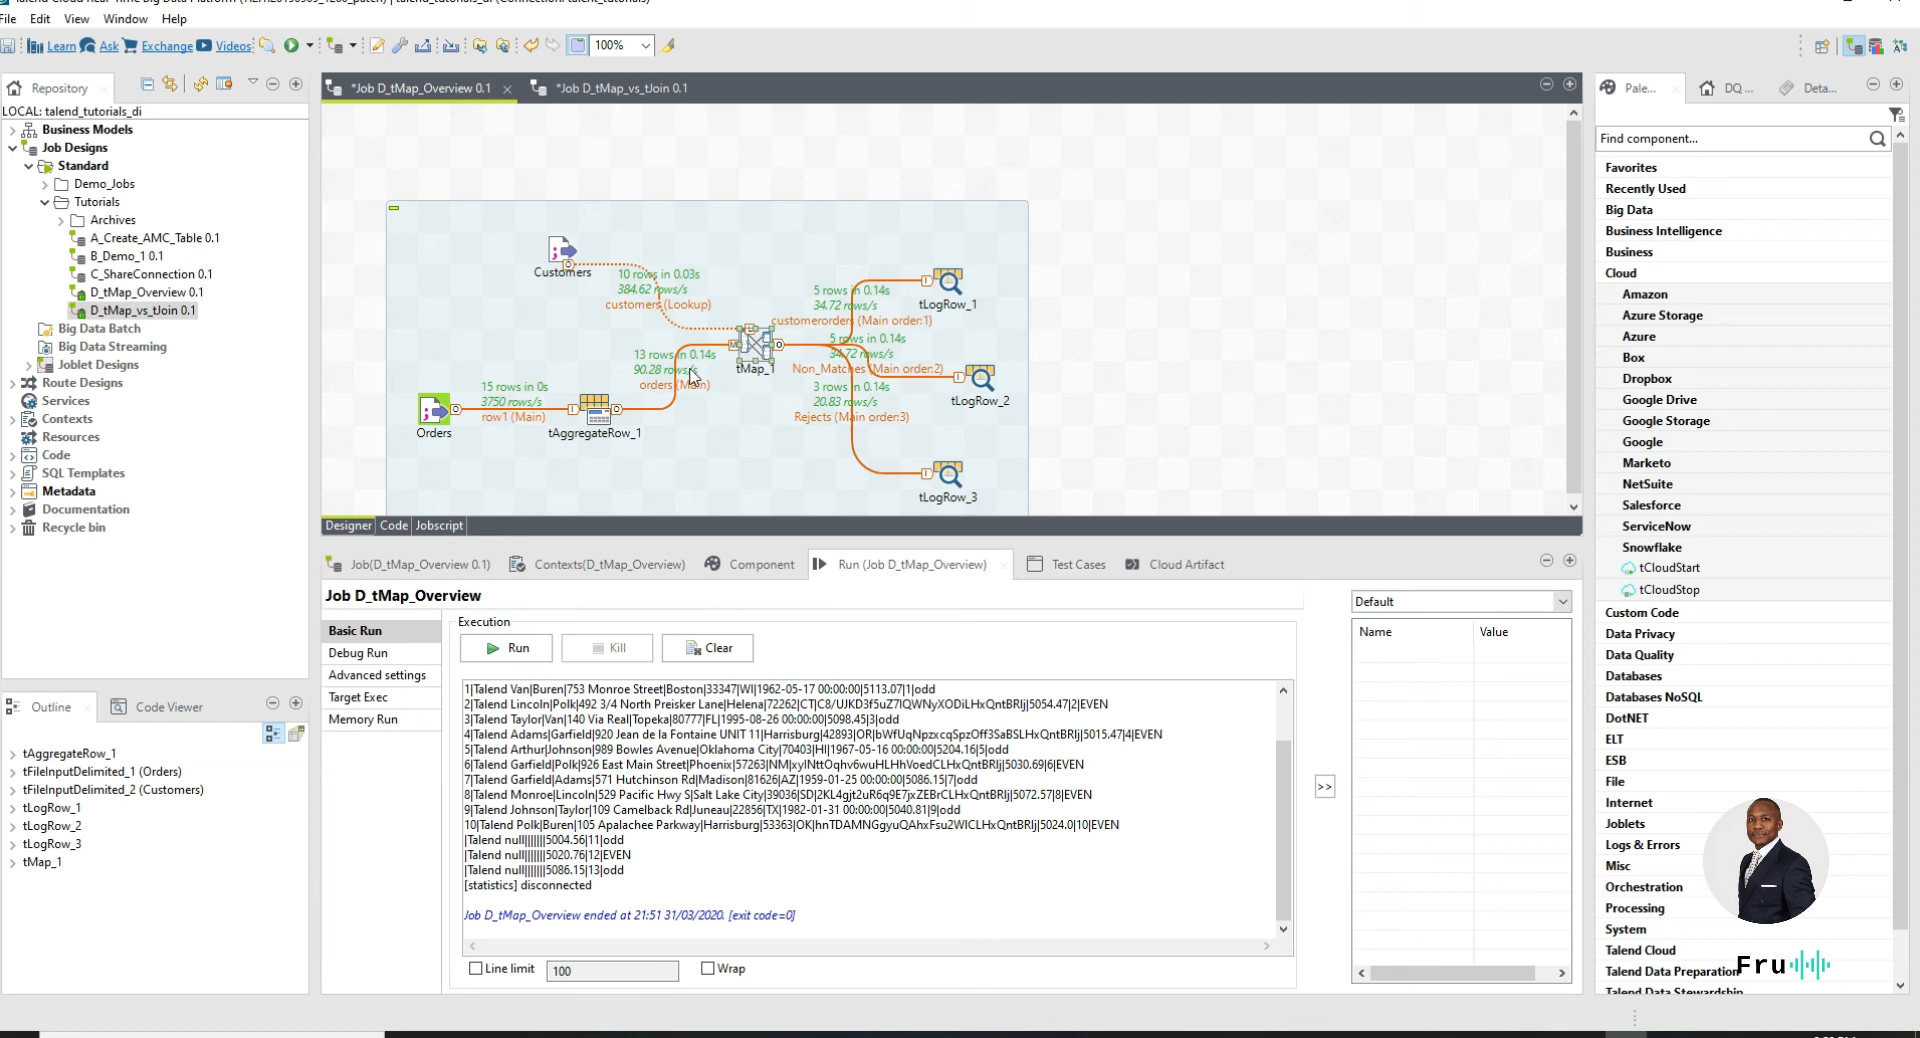 Talend Cloud Real-Time Big Data Platform
talend_tutorials_di (Connection: talent_tutorials)
File Edit View Window Help
Learn Ask Exchange Videos 100%
Repository
LOCAL: talend_tutorials_di
Business Models
Job Designs
Standard
Demo_Jobs
Tutorials
Archives
A_Create_AMC_Table 0.1
B_Demo_1 0.1
C_ShareConnection 0.1
D_tMap_Overview 0.1
D_tMap_vs_tJoin 0.1
Big Data Batch
Big Data Streaming
Joblet Designs
Route Designs
Services
Contexts
Resources
Code
SQL Templates
Metadata
Documentation
Recycle bin
Outline Code Viewer
tAggregateRow_1
tFileInputDelimited_1 (Orders)
tFileInputDelimited_2 (Customers)
tLogRow_1
tLogRow_2
tLogRow_3
tMap_1
*Job D_tMap_Overview 0.1 *Job D_tMap_vs_tJoin 0.1
Customers
10 rows in 0.03s
384.62 rows/s
customers (Lookup)
5 rows in 0.14s
34.72 rows/s
customerorders (Main order:1)
tLogRow_1
13 rows in 0.14s
90.28 rows/s
orders (Main)
tMap_1
5 rows in 0.14s
34.72 rows/s
Non_Matches (Main order:2)
tLogRow_2
15 rows in 0s
3750 rows/s
row1 (Main)
Orders
tAggregateRow_1
3 rows in 0.14s
20.83 rows/s
Rejects (Main order:3)
tLogRow_3
Designer Code Jobscript
Job(D_tMap_Overview 0.1) Contexts(D_tMap_Overview) Component Run (Job D_tMap_Overview) Test Cases Cloud Artifact
Job D_tMap_Overview
Basic Run
Debug Run
Advanced settings
Target Exec
Memory Run
Execution
Run Kill Clear
1|Talend Van|Buren|753 Monroe Street|Boston|33347|WI|1962-05-17 00:00:00|5113.07|1|odd
2|Talend Lincoln|Polk|492 3/4 North Preisker Lane|Helena|72262|CT|C8/UJKD3f5uZ7IQWNyXODiLHxQntBRIj|5054.47|2|EVEN
3|Talend Taylor|Van|140 Via Real|Topeka|80777|FL|1995-08-26 00:00:00|5098.45|3|odd
4|Talend Adams|Garfield|920 Jean de la Fontaine UNIT 11|Harrisburg|42893|OR|bWfUqNpzxcqSpzOff3SaBSLHxQntBRIj|5015.47|4|EVEN
5|Talend Arthur|Johnson|989 Bowles Avenue|Oklahoma City|70403|HI|1967-05-16 00:00:00|5204.16|5|odd
6|Talend Garfield|Polk|926 East Main Street|Phoenix|57263|NM|xyINttOqhv6wuHLHhVoedCLHxQntBRIj|5030.69|6|EVEN
7|Talend Garfield|Adams|571 Hutchinson Rd|Madison|81626|AZ|1959-01-25 00:00:00|5086.15|7|odd
8|Talend Monroe|Lincoln|529 Pacific Hwy S|Salt Lake City|39036|SD|2KL4gjt2uR6q9E7jxZEBrCLHxQntBRIj|5072.57|8|EVEN
9|Talend Johnson|Taylor|109 Camelback Rd|Juneau|22856|TX|1982-01-31 00:00:00|5040.81|9|odd
10|Talend Polk|Buren|105 Apalachee Parkway|Harrisburg|53363|OK|hnTDAMNGgyuQAhxFsu2WICLHxQntBRIj|5024.0|10|EVEN
|Talend null|||||||5004.56|11|odd
|Talend null|||||||5020.76|12|EVEN
|Talend null|||||||5086.15|13|odd
[statistics] disconnected
Job D_tMap_Overview ended at 21:51 31/03/2020. [exit code=0]
Line limit 100 Wrap
Default
Name Value
>>
Pale... DQ ... Deta...
Find component...
Favorites
Recently Used
Big Data
Business Intelligence
Business
Cloud
Amazon
Azure Storage
Azure
Box
Dropbox
Google Drive
Google Storage
Google
Marketo
NetSuite
Salesforce
ServiceNow
Snowflake
tCloudStart
tCloudStop
Custom Code
Data Privacy
Data Quality
Databases
Databases NoSQL
DotNET
ELT
ESB
File
Internet
Joblets
Logs & Errors
Misc
Orchestration
Processing
System
Talend Cloud
Talend Data Preparation
Talend Data Stewardship
Fru